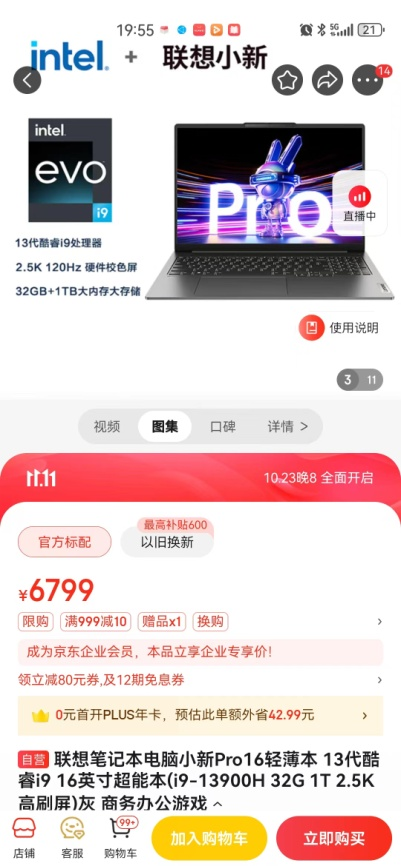 19:55
5G
21
intel. + 联想小新
14
intel
evo
i9
13代酷睿i9处理器
2.5K 120Hz 硬件校色屏
32GB+1TB大内存大存储
Pro
直播中
使用说明
3 11
视频 图集 口碑 详情 >
11.11 10.23晚8 全面开启
最高补贴600
官方标配 以旧换新
¥6799
限购 满999减10 赠品x1 换购 >
成为京东企业会员，本品立享企业专享价！
领立减80元券,及12期免息券 >
0元首开PLUS年卡，预估此单额外省42.99元 >
自营 联想笔记本电脑小新Pro16轻薄本 13代酷
睿i9 16英寸超能本(i9-13900H 32G 1T 2.5K
高刷屏)灰 商务办公游戏
99+
店铺 客服 购物车 加入购物车 立即购买